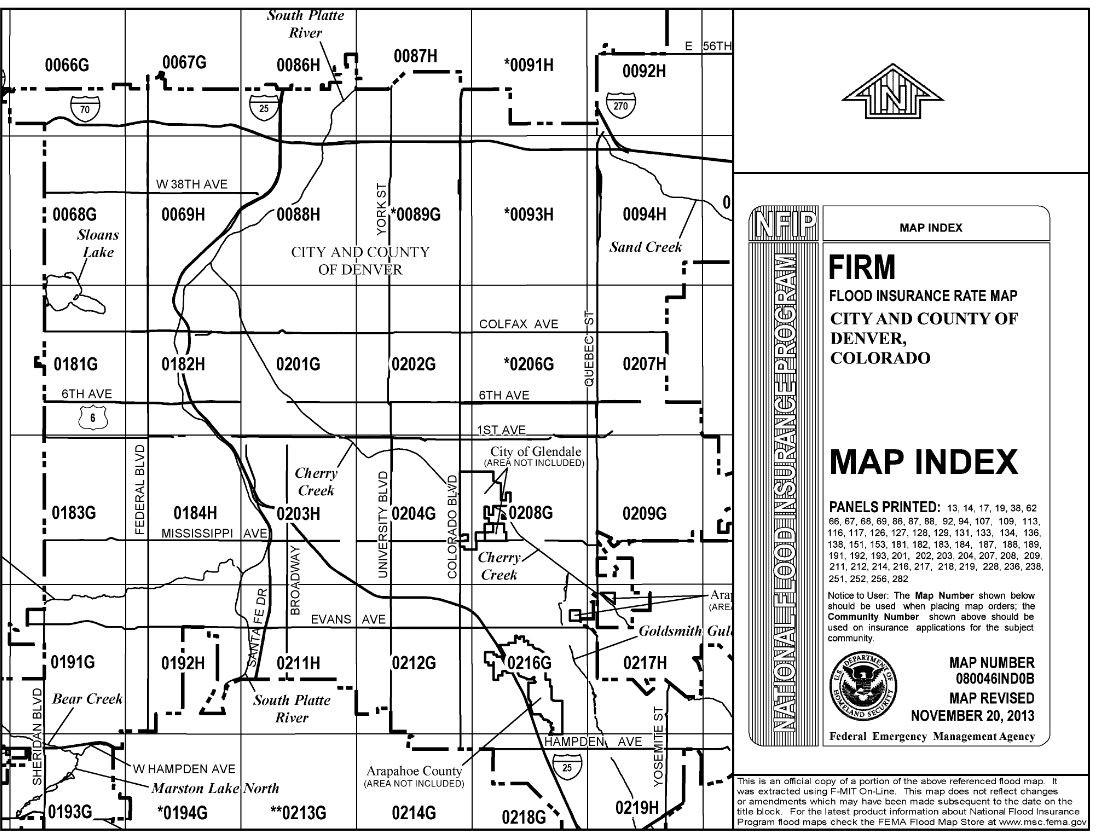 South Platte
River
0066G
0067G
0086H
0087H
*0091H
0092H
E 56TH
70
25
270
N
W 38TH AVE
YORK ST
0068G
0069H
0088H
*0089G
*0093H
0094H
0
Sloans
Lake
Sand Creek
CITY AND COUNTY
OF DENVER
COLFAX AVE
QUEBEC ST
0181G
0182H
0201G
0202G
*0206G
0207H
6TH AVE
6TH AVE
6
1ST AVE
City of Glendale
(AREA NOT INCLUDED)
FEDERAL BLVD
Cherry
Creek
UNIVERSITY BLVD
COLORADO BLVD
0183G
0184H
0203H
0204G
0208G
0209G
MISSISSIPPI AVE
Cherry
Creek
BROADWAY
SANTA FE DR
Arap
(AREA
EVANS AVE
Goldsmith Gul
0191G
0192H
0211H
0212G
0216G
0217H
Bear Creek
South Platte
River
SHERIDAN BLVD
YOSEMITE ST
HAMPDEN AVE
W HAMPDEN AVE
Arapahoe County
(AREA NOT INCLUDED)
25
Marston Lake North
0193G
*0194G
**0213G
0214G
0218G
0219H
NFIP
NATIONAL FLOOD INSURANCE PROGRAM
MAP INDEX
FIRM
FLOOD INSURANCE RATE MAP
CITY AND COUNTY OF
DENVER,
COLORADO
MAP INDEX
PANELS PRINTED: 13, 14, 17, 19, 38, 62
66, 67, 68, 69, 86, 87, 88, 92, 94, 107, 109, 113,
116, 117, 126, 127, 128, 129, 131, 133, 134, 136,
138, 151, 153, 181, 182, 183, 184, 187, 188, 189,
191, 192, 193, 201, 202, 203, 204, 207, 208, 209,
211, 212, 214, 216, 217, 218, 219, 228, 236, 238,
251, 252, 256, 282
Notice to User: The Map Number shown below
should be used when placing map orders; the
Community Number shown above should be
used on insurance applications for the subject
community.
U.S. DEPARTMENT OF
HOMELAND SECURITY
MAP NUMBER
080046IND0B
MAP REVISED
NOVEMBER 20, 2013
Federal Emergency Management Agency
This is an official copy of a portion of the above referenced flood map. It
was extracted using F-MIT On-Line. This map does not reflect changes
or amendments which may have been made subsequent to the date on the
title block. For the latest product information about National Flood Insurance
Program flood maps check the FEMA Flood Map Store at www.msc.fema.gov